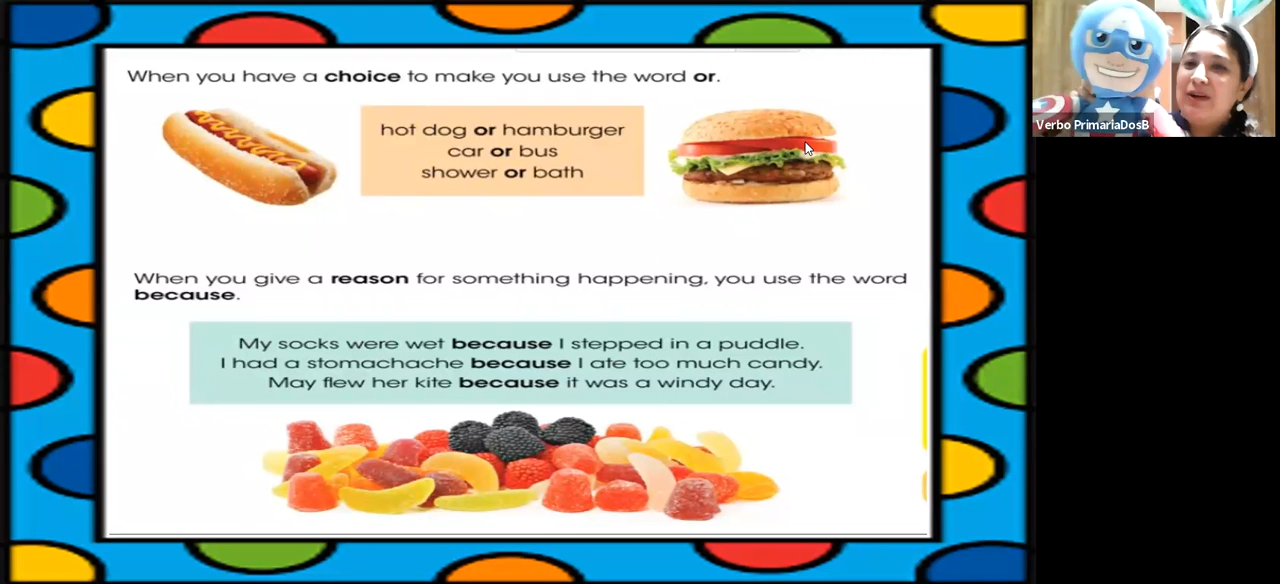 When you have a choice to make you use the word or.
hot dog or hamburger
car or bus
shower or bath
When you give a reason for something happening, you use the word
because.
My socks were wet because I stepped in a puddle.
I had a stomachache because I ate too much candy.
May flew her kite because it was a windy day.
Verbo PrimariaDosB